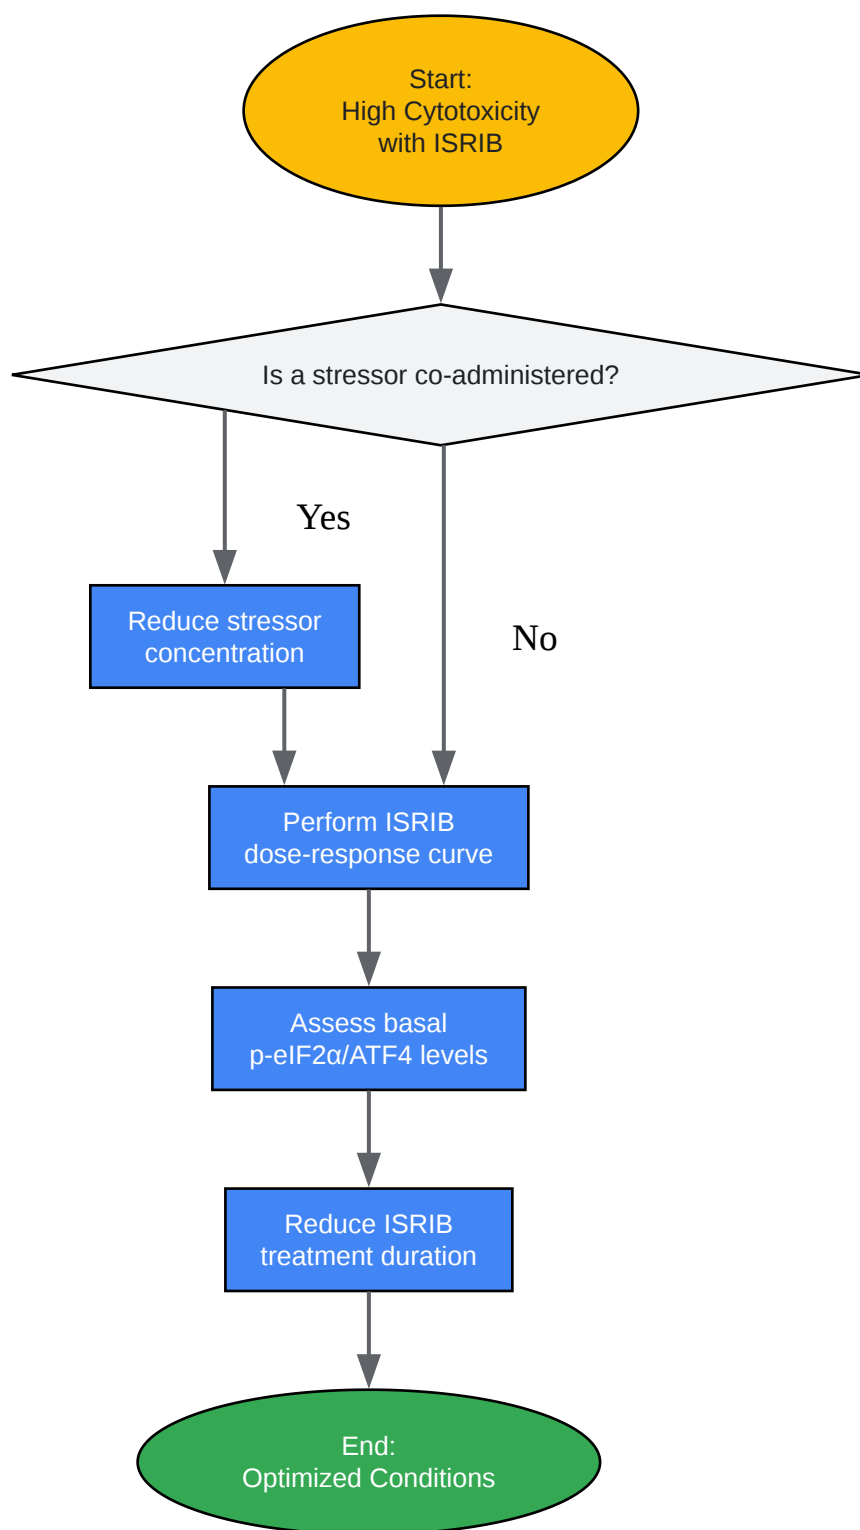 Start:
High Cytotoxicity
with ISRIB
Is a stressor co-administered?
Yes
Reduce stressor
concentration
No
Perform ISRIB
dose-response curve
Assess basal
p-eIF2α/ATF4 levels
Reduce ISRIB
treatment duration
End:
Optimized Conditions